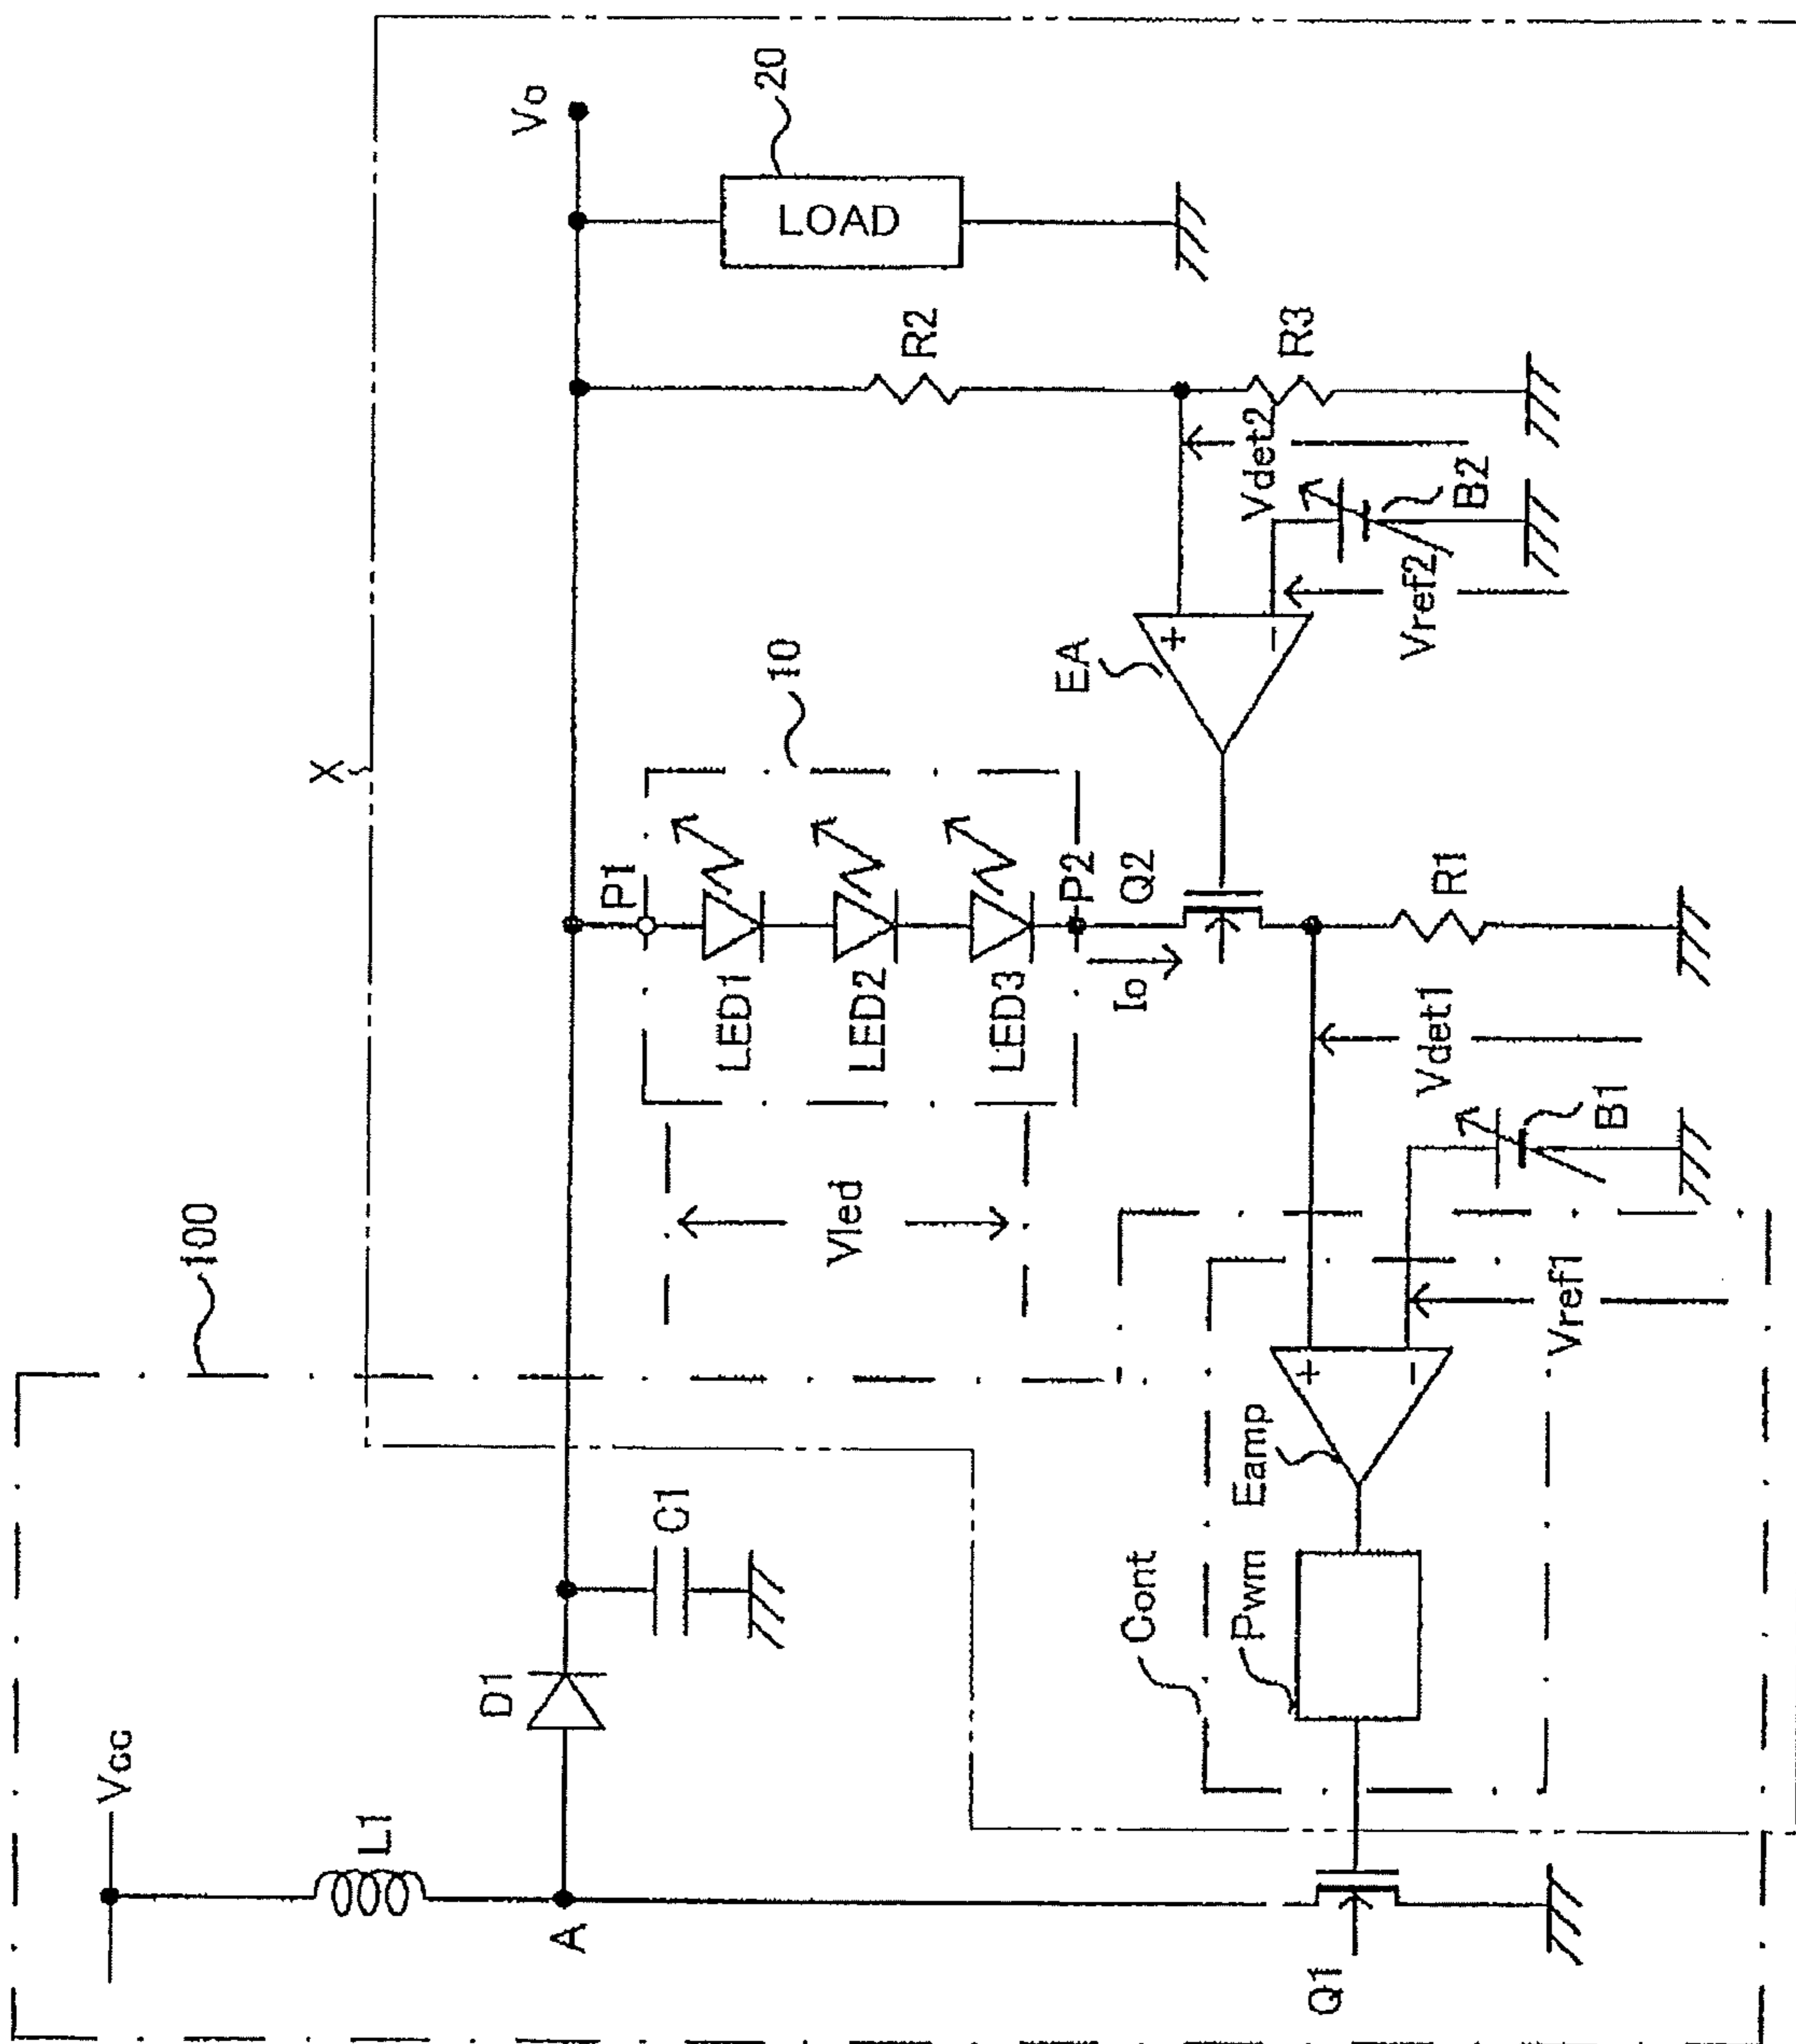 100
X
Vcc
L1
A
D1
C1
Vo
20
LOAD
R2
R3
Vdet2
B2
Vref2
EA
10
P1
LED1
LED2
LED3
P2
Q2
Io
Vled
R1
Vdet1
B1
Vref1
Eamp
Pwm
Cont
Q1